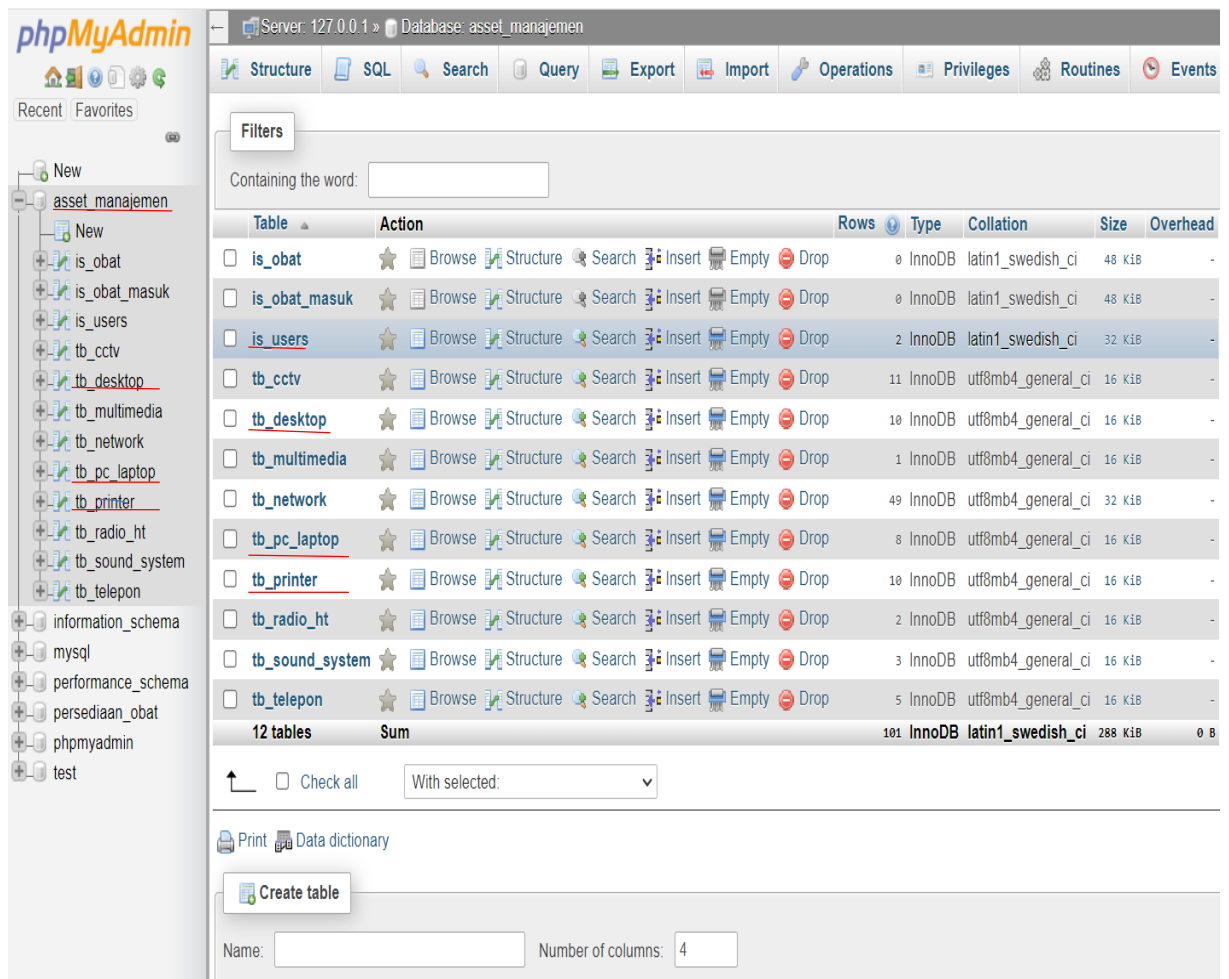 phpMyAdmin
Recent Favorites
New
asset_manajemen
New
is_obat
is_obat_masuk
is_users
tb_cctv
tb_desktop
tb_multimedia
tb_network
tb_pc_laptop
tb_printer
tb_radio_ht
tb_sound_system
tb_telepon
information_schema
mysql
performance_schema
persediaan_obat
phpmyadmin
test
Server: 127.0.0.1 » Database: asset_manajemen
Structure SQL Search Query Export Import Operations Privileges Routines Events
Filters
Containing the word:
Table Action Rows Type Collation Size Overhead
is_obat Browse Structure Search Insert Empty Drop 0 InnoDB latin1_swedish_ci 48 KiB -
is_obat_masuk Browse Structure Search Insert Empty Drop 0 InnoDB latin1_swedish_ci 48 KiB -
is_users Browse Structure Search Insert Empty Drop 2 InnoDB latin1_swedish_ci 32 KiB -
tb_cctv Browse Structure Search Insert Empty Drop 11 InnoDB utf8mb4_general_ci 16 KiB -
tb_desktop Browse Structure Search Insert Empty Drop 10 InnoDB utf8mb4_general_ci 16 KiB -
tb_multimedia Browse Structure Search Insert Empty Drop 1 InnoDB utf8mb4_general_ci 16 KiB -
tb_network Browse Structure Search Insert Empty Drop 49 InnoDB utf8mb4_general_ci 32 KiB -
tb_pc_laptop Browse Structure Search Insert Empty Drop 8 InnoDB utf8mb4_general_ci 16 KiB -
tb_printer Browse Structure Search Insert Empty Drop 10 InnoDB utf8mb4_general_ci 16 KiB -
tb_radio_ht Browse Structure Search Insert Empty Drop 2 InnoDB utf8mb4_general_ci 16 KiB -
tb_sound_system Browse Structure Search Insert Empty Drop 3 InnoDB utf8mb4_general_ci 16 KiB -
tb_telepon Browse Structure Search Insert Empty Drop 5 InnoDB utf8mb4_general_ci 16 KiB -
12 tables Sum 101 InnoDB latin1_swedish_ci 288 KiB 0 B
Check all With selected:
Print Data dictionary
Create table
Name: Number of columns: 4